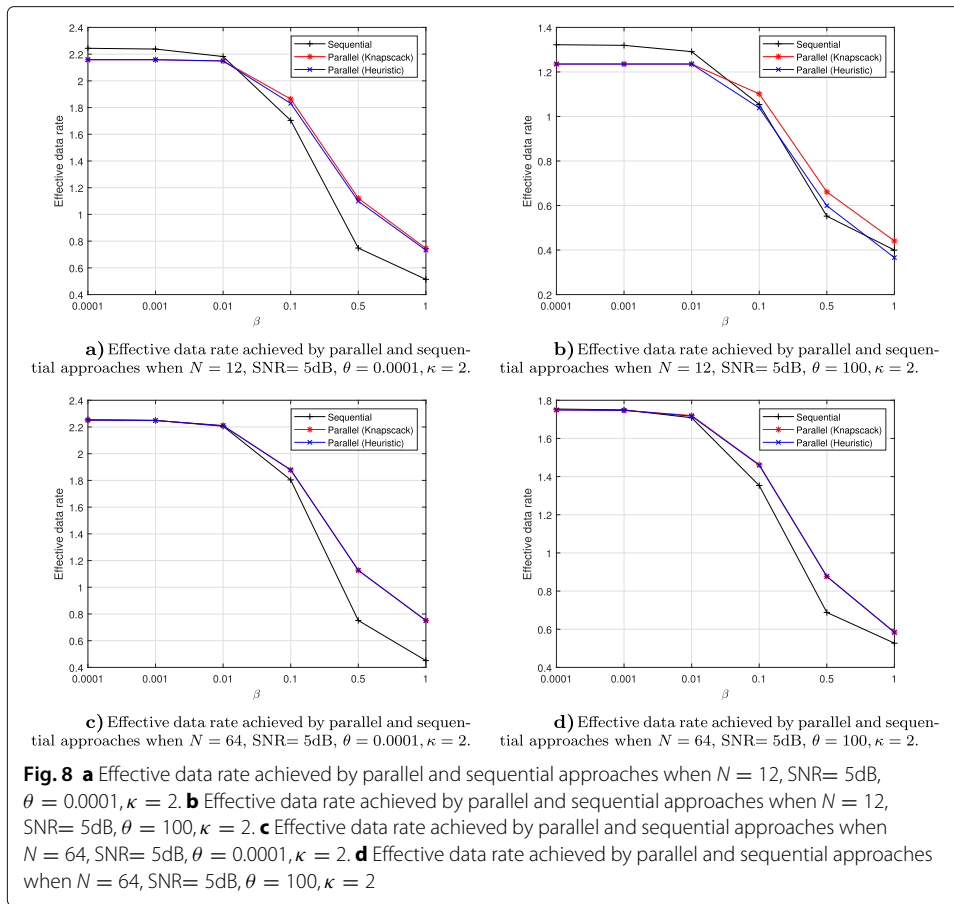 2.4
2.2
2
1.8
1.6
1.4
1.2
1
0.8
0.6
0.4
Effective data rate
Sequential
Parallel (Knapscack)
Parallel (Heuristic)
0.0001 0.001 0.01 0.1 0.5 1
β
a) Effective data rate achieved by parallel and sequen-
tial approaches when N = 12, SNR= 5dB, θ = 0.0001, κ = 2.
1.4
1.2
1
0.8
0.6
0.4
0.2
Effective data rate
Sequential
Parallel (Knapscack)
Parallel (Heuristic)
0.0001 0.001 0.01 0.1 0.5 1
β
b) Effective data rate achieved by parallel and sequen-
tial approaches when N = 12, SNR= 5dB, θ = 100, κ = 2.
2.4
2.2
2
1.8
1.6
1.4
1.2
1
0.8
0.6
0.4
Effective data rate
Sequential
Parallel (Knapscack)
Parallel (Heuristic)
0.0001 0.001 0.01 0.1 0.5 1
β
c) Effective data rate achieved by parallel and sequen-
tial approaches when N = 64, SNR= 5dB, θ = 0.0001, κ = 2.
1.8
1.6
1.4
1.2
1
0.8
0.6
0.4
Effective data rate
Sequential
Parallel (Knapscack)
Parallel (Heuristic)
0.0001 0.001 0.01 0.1 0.5 1
β
d) Effective data rate achieved by parallel and sequen-
tial approaches when N = 64, SNR= 5dB, θ = 100, κ = 2.
Fig. 8 a Effective data rate achieved by parallel and sequential approaches when N = 12, SNR= 5dB,
θ = 0.0001, κ = 2. b Effective data rate achieved by parallel and sequential approaches when N = 12,
SNR= 5dB, θ = 100, κ = 2. c Effective data rate achieved by parallel and sequential approaches when
N = 64, SNR= 5dB, θ = 0.0001, κ = 2. d Effective data rate achieved by parallel and sequential approaches
when N = 64, SNR= 5dB, θ = 100, κ = 2